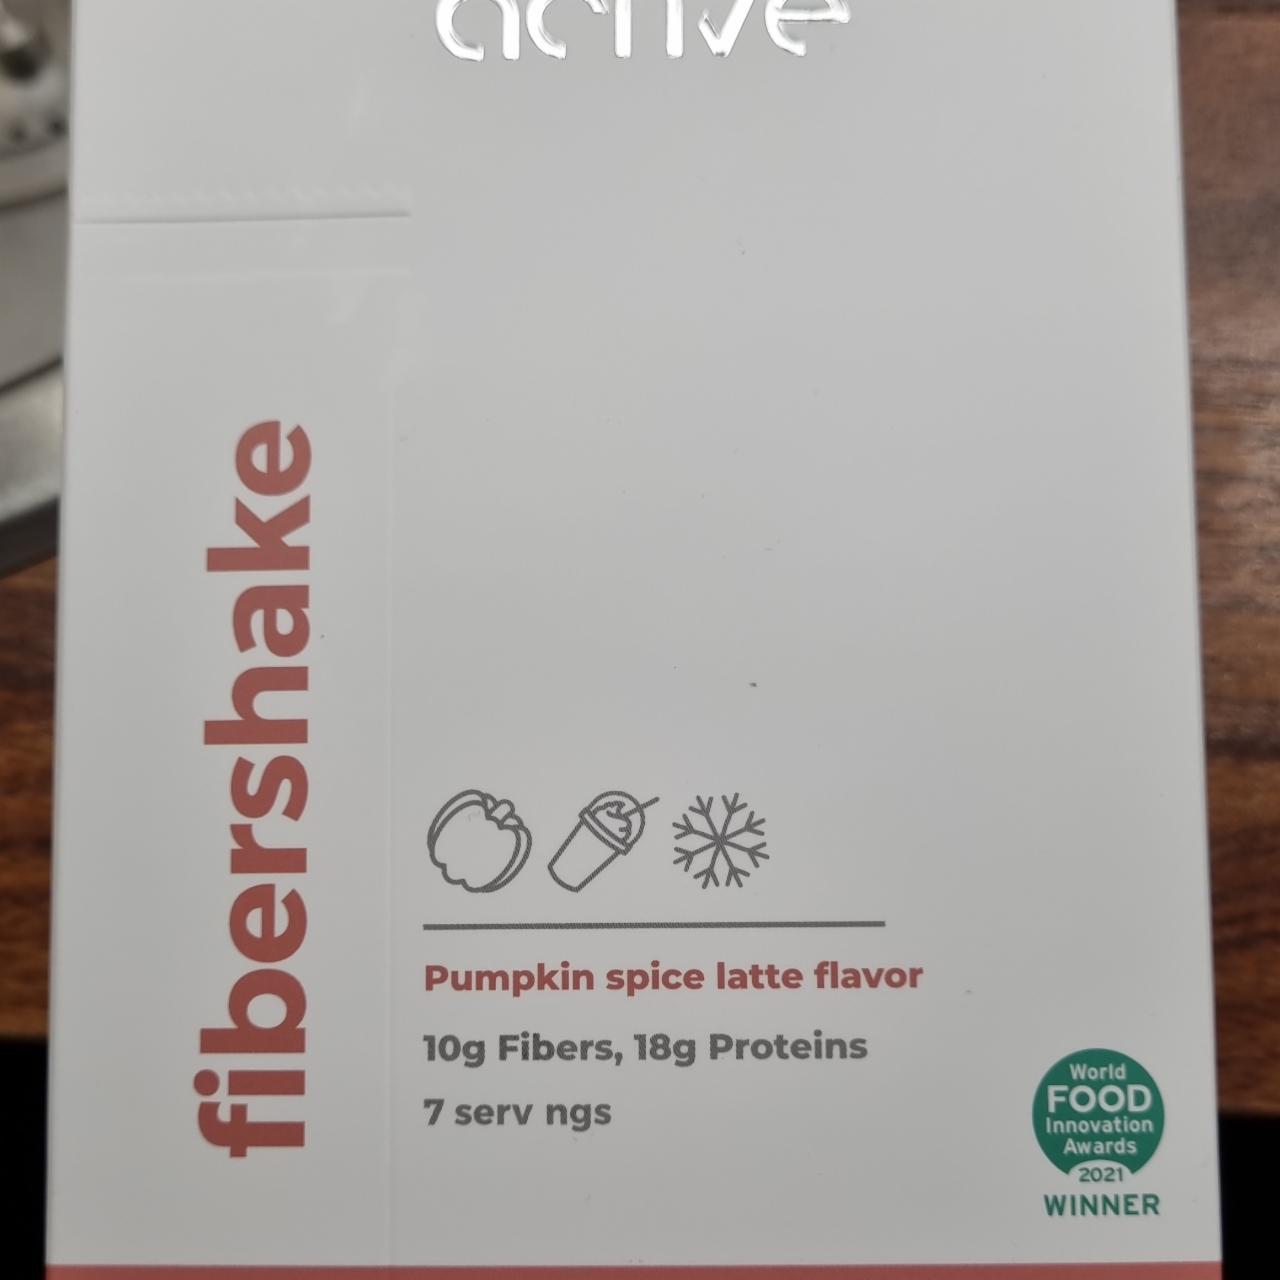 active
fibershake
Pumpkin spice latte flavor
10g Fibers, 18g Proteins
7 serv ngs
World
FOOD
Innovation
Awards
2021
WINNER